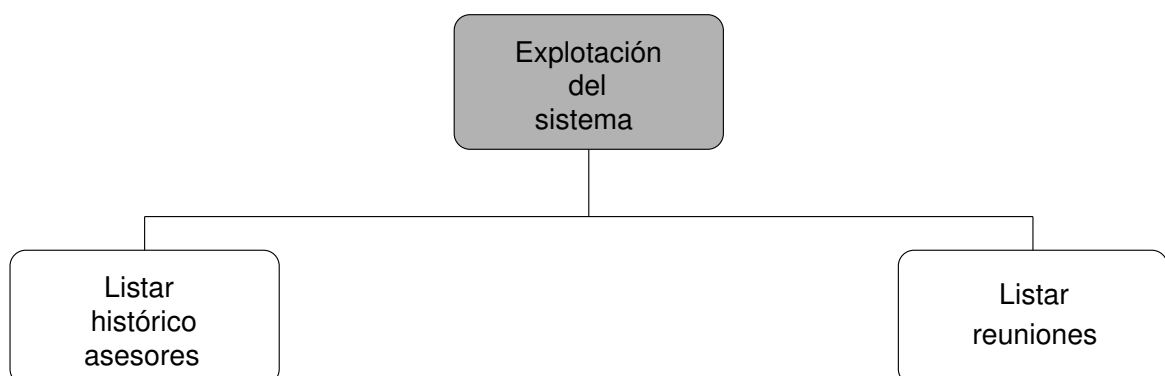 Explotación
del
sistema
Listar
histórico
asesores
Listar
reuniones